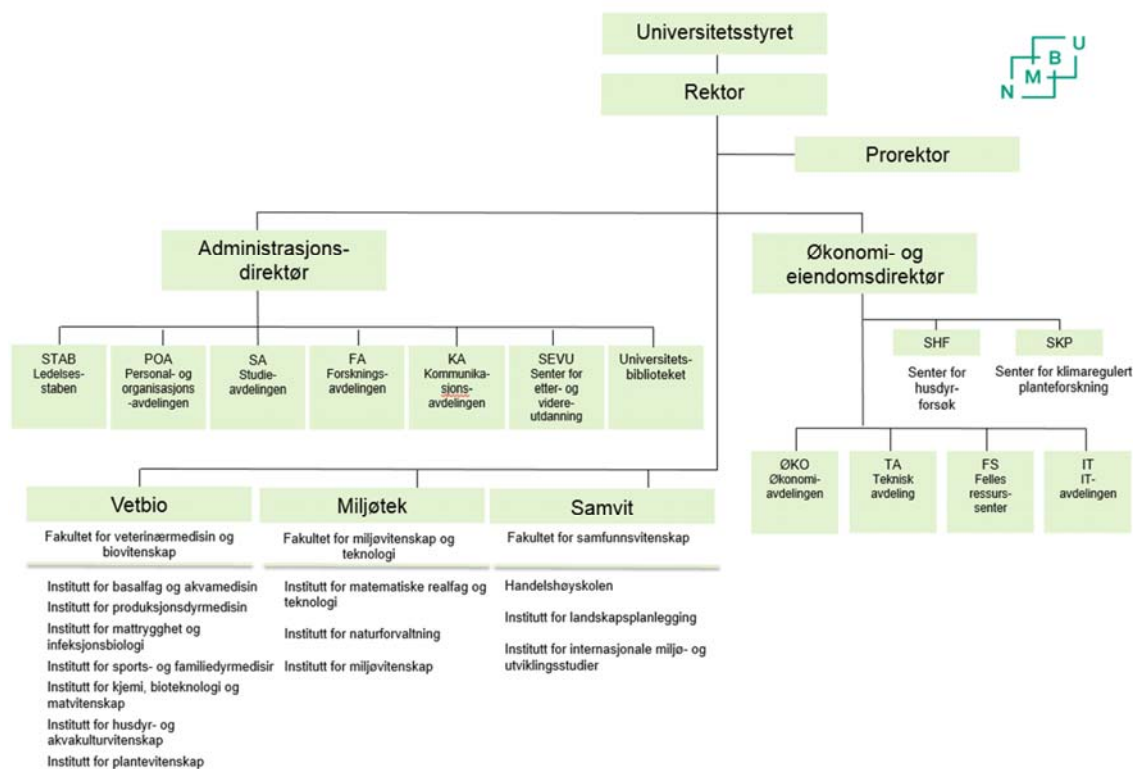 Universitetsstyret
N M B U
Rektor
Prorektor
Administrasjons-
direktør
Økonomi- og
eiendomsdirektør
STAB
Ledelses-
staben
POA
Personal- og
organisasjons
-avdelingen
SA
Studie-
avdelingen
FA
Forsknings-
avdelingen
KA
Kommunika-
sjons-
avdelingen
SEVU
Senter for
etter- og
videre-
utdanning
Universitets-
biblioteket
SHF
Senter for
husdyr-
forsøk
SKP
Senter for klimaregulert
planteforskning
ØKO
Økonomi-
avdelingen
TA
Teknisk
avdeling
FS
Felles
ressurs-
senter
IT
IT-
avdelingen
Vetbio
Fakultet for veterinærmedisin og
biovitenskap
Institutt for basalfag og akvamedisin
Institutt for produksjonsdyrmedisin
Institutt for mattrygghet og
infeksjonsbiologi
Institutt for sports- og familiedyrmedisir
Institutt for kjemi, bioteknologi og
matvitenskap
Institutt for husdyr- og
akvakulturvitenskap
Institutt for plantevitenskap
Miljøtek
Fakultet for miljøvitenskap og
teknologi
Institutt for matematiske realfag og
teknologi
Institutt for naturforvaltning
Institutt for miljøvitenskap
Samvit
Fakultet for samfunnsvitenskap
Handelshøyskolen
Institutt for landskapsplanlegging
Institutt for internasjonale miljø- og
utviklingsstudier